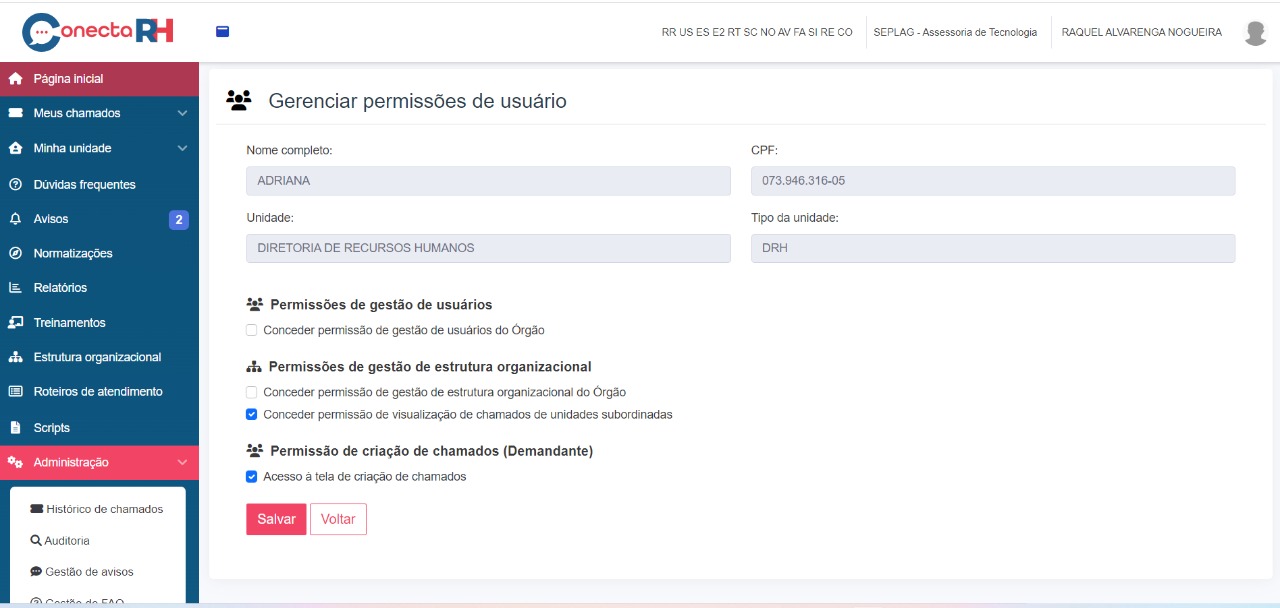 Conecta RH
RR US ES E2 RT SC NO AV FA SI RE CO
SEPLAG - Assessoria de Tecnologia
RAQUEL ALVARENGA NOGUEIRA
Página inicial
Meus chamados
Minha unidade
Dúvidas frequentes
Avisos 2
Normatizações
Relatórios
Treinamentos
Estrutura organizacional
Roteiros de atendimento
Scripts
Administração
Histórico de chamados
Auditoria
Gestão de avisos
Gestão de FAQ
Gerenciar permissões de usuário
Nome completo:
ADRIANA
CPF:
073.946.316-05
Unidade:
DIRETORIA DE RECURSOS HUMANOS
Tipo da unidade:
DRH
Permissões de gestão de usuários
Conceder permissão de gestão de usuários do Órgão
Permissões de gestão de estrutura organizacional
Conceder permissão de gestão de estrutura organizacional do Órgão
Conceder permissão de visualização de chamados de unidades subordinadas
Permissão de criação de chamados (Demandante)
Acesso à tela de criação de chamados
Salvar
Voltar